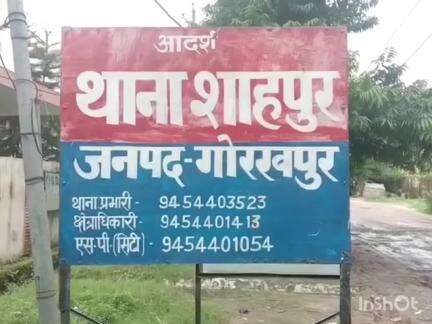 आदर्श
थाना शाहपुर
जनपद-गोरखपुर
थाना प्रभारी - 9454403523
क्षेत्राधिकारी - 9454401413
एस.पी (सिटी) - 9454401054
InShot